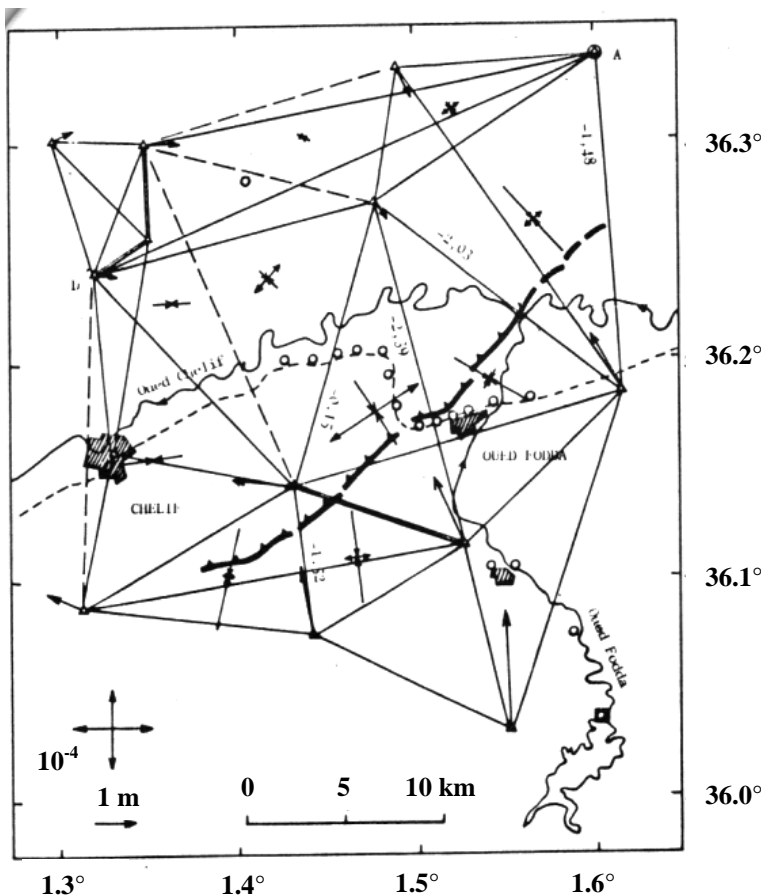 A
-1,48
36.3°
-2,03
D
36.2°
-2,39
Oued Chelif
-0,15
OUED FODDA
CHELIF
36.1°
-1,52
Oued Fodda
10-4
1 m
0 5 10 km
36.0°
1.3° 1.4° 1.5° 1.6°